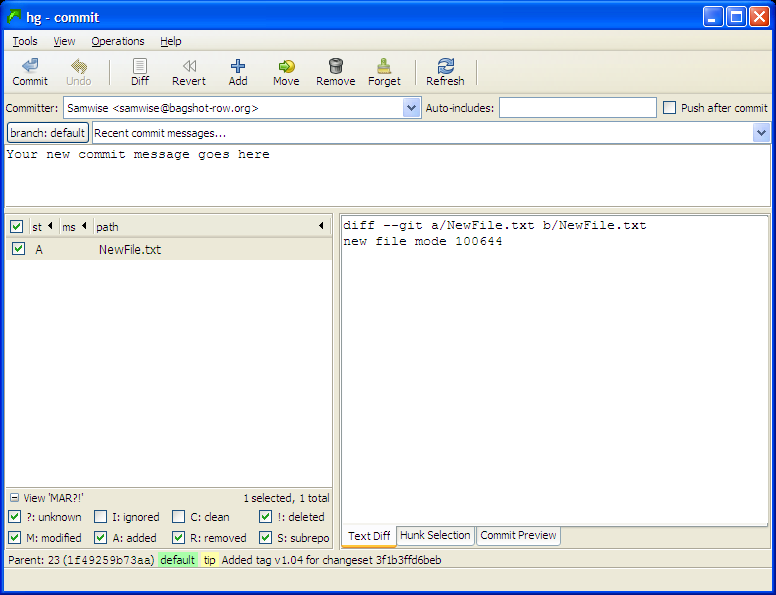 hg - commit
Tools View Operations Help
Commit Undo Diff Revert Add Move Remove Forget Refresh
Committer: Samwise <samwise@bagshot-row.org> Auto-includes: Push after commit
branch: default Recent commit messages...
Your new commit message goes here
st ms path
A NewFile.txt
diff --git a/NewFile.txt b/NewFile.txt
new file mode 100644
View 'MAR?!' 1 selected, 1 total
?: unknown I: ignored C: clean !: deleted
M: modified A: added R: removed S: subrepo
Text Diff Hunk Selection Commit Preview
Parent: 23 (1f49259b73aa) default tip Added tag v1.04 for changeset 3f1b3ffd6beb